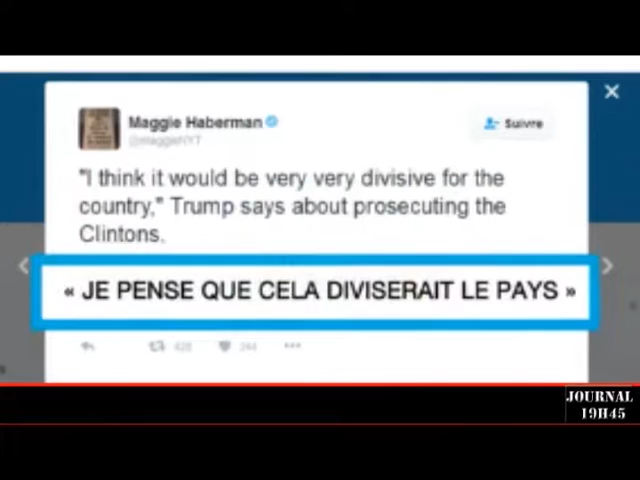 Maggie Haberman
@maggieNYT
Suivre
"I think it would be very very divisive for the
country," Trump says about prosecuting the
Clintons.
« JE PENSE QUE CELA DIVISERAIT LE PAYS »
JOURNAL
19H45